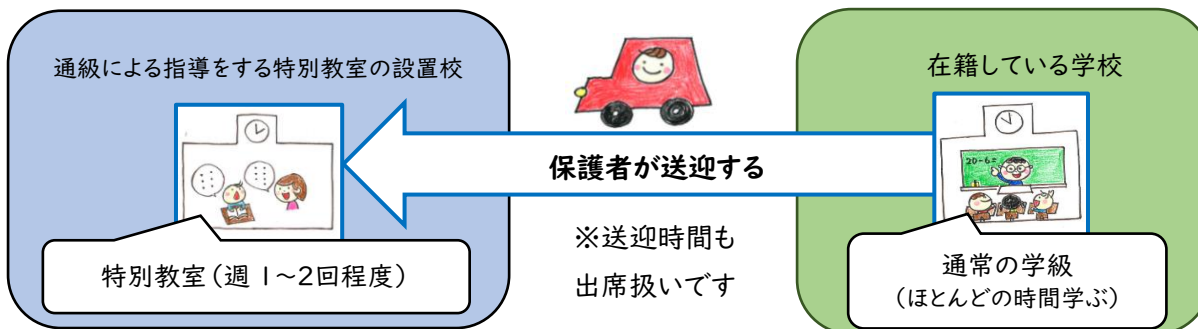 通級による指導をする特別教室の設置校
特別教室（週 1～2回程度）
保護者が送迎する
※送迎時間も
出席扱いです
在籍している学校
20-6=
通常の学級
（ほとんどの時間学ぶ）